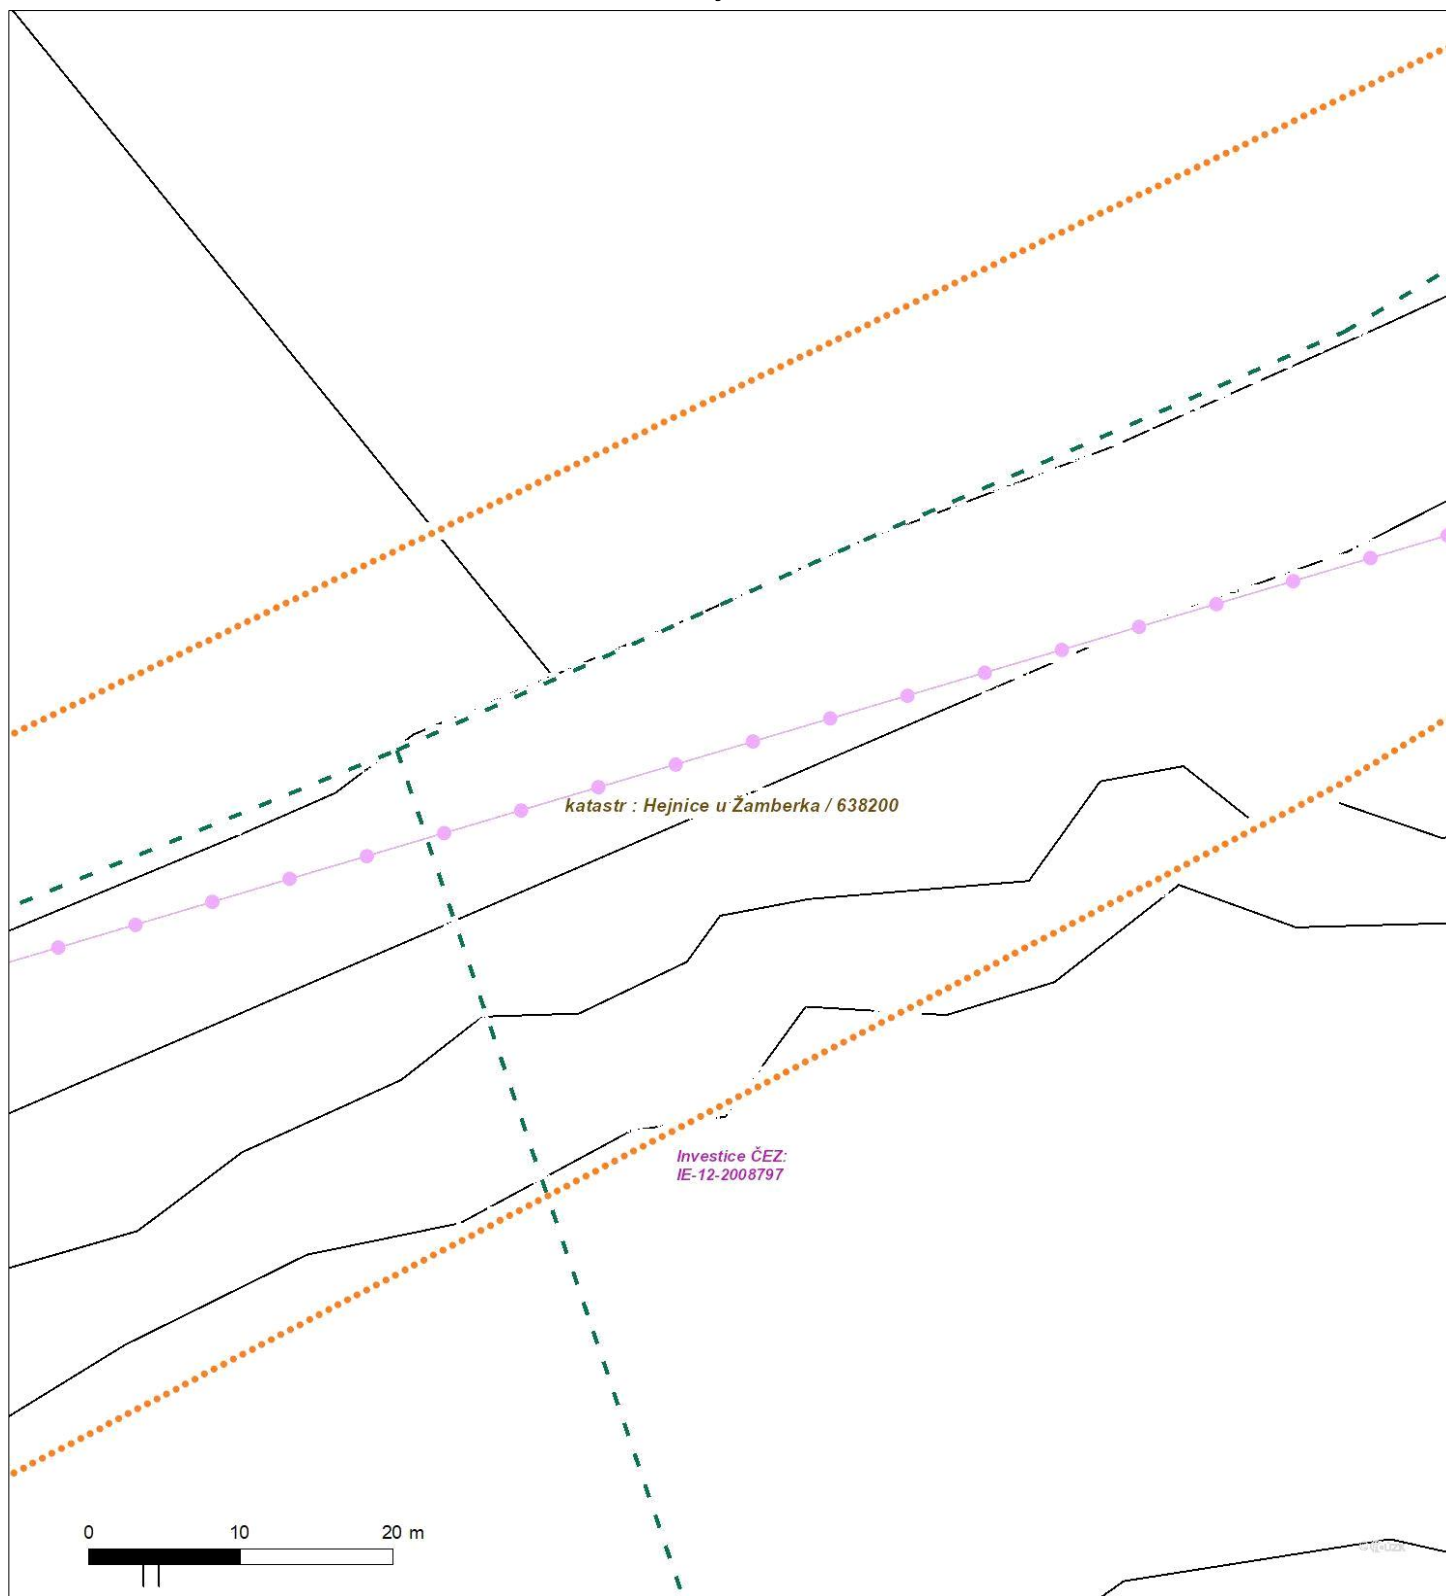 katastr : Hejnice u Žamberka / 638200
Investice ČEZ:
IE-12-2008797
0 10 20 m